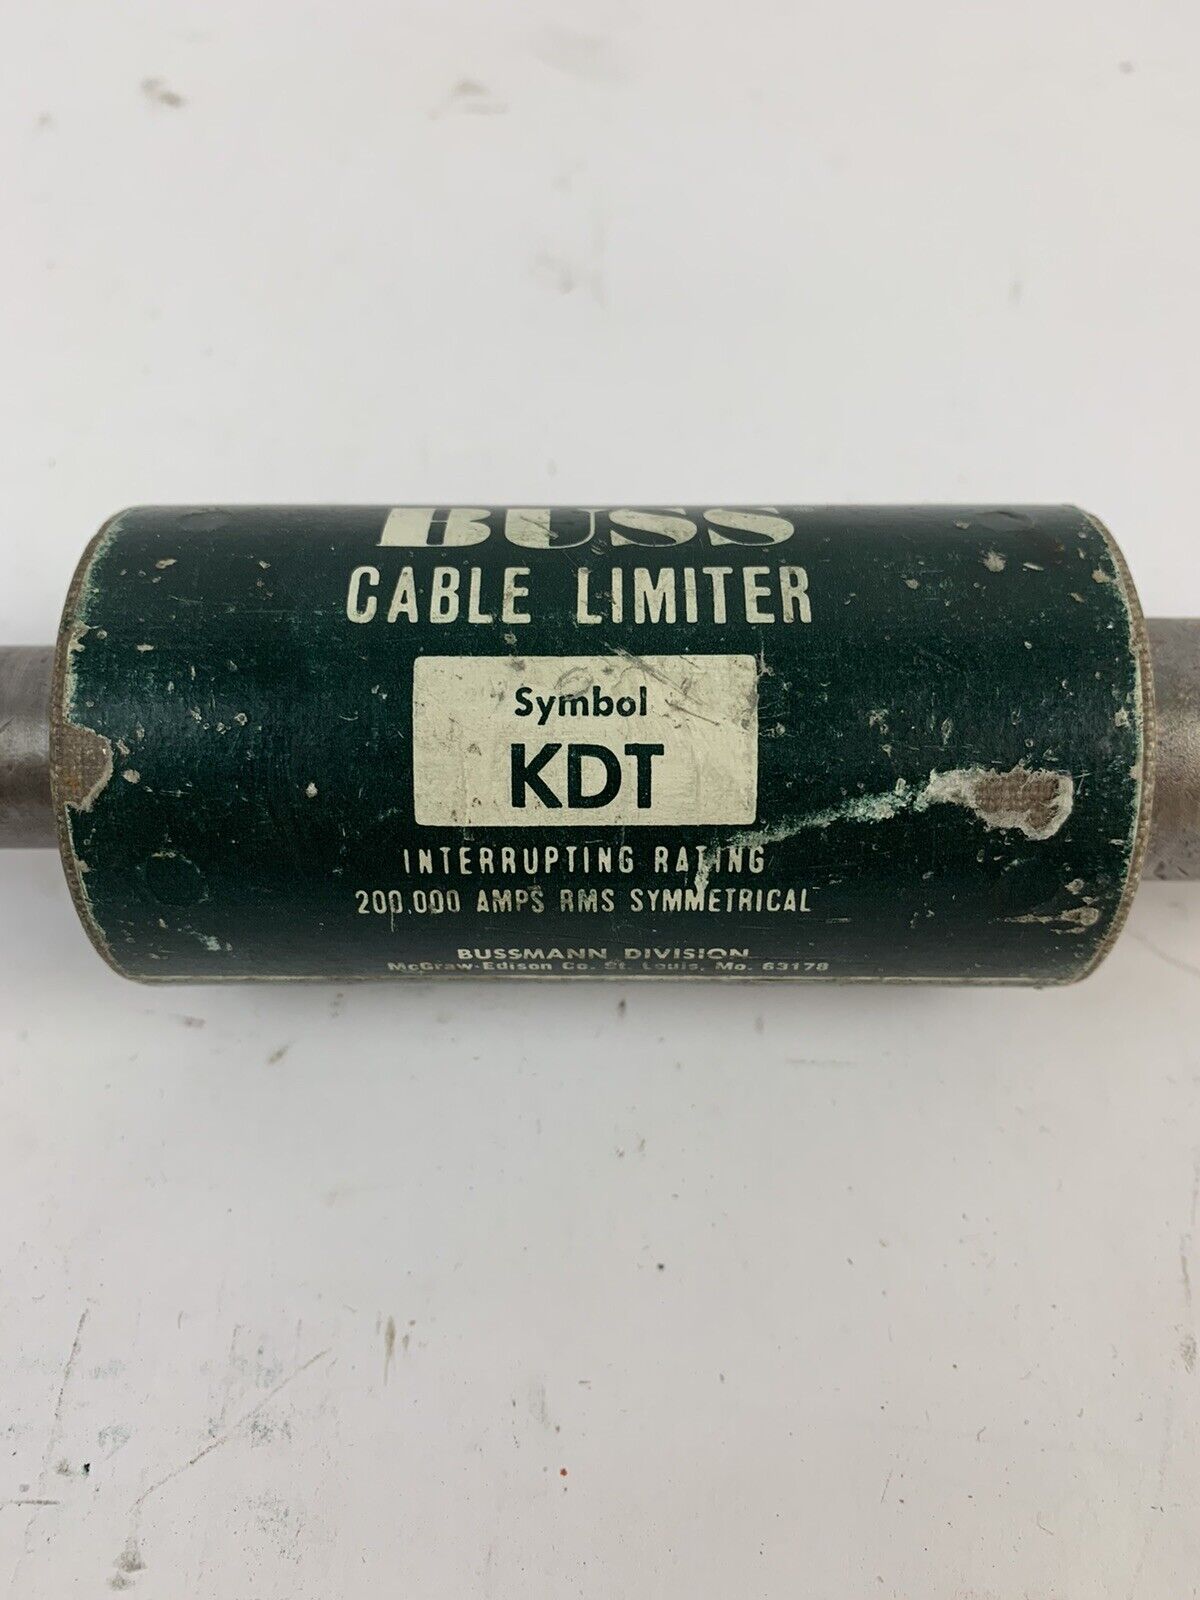 BUSS
CABLE LIMITER
Symbol
KDT
INTERRUPTING RATING
200,000 AMPS RMS SYMMETRICAL
BUSSMANN DIVISION
McGraw-Edison Co. St. Louis, Mo. 63178